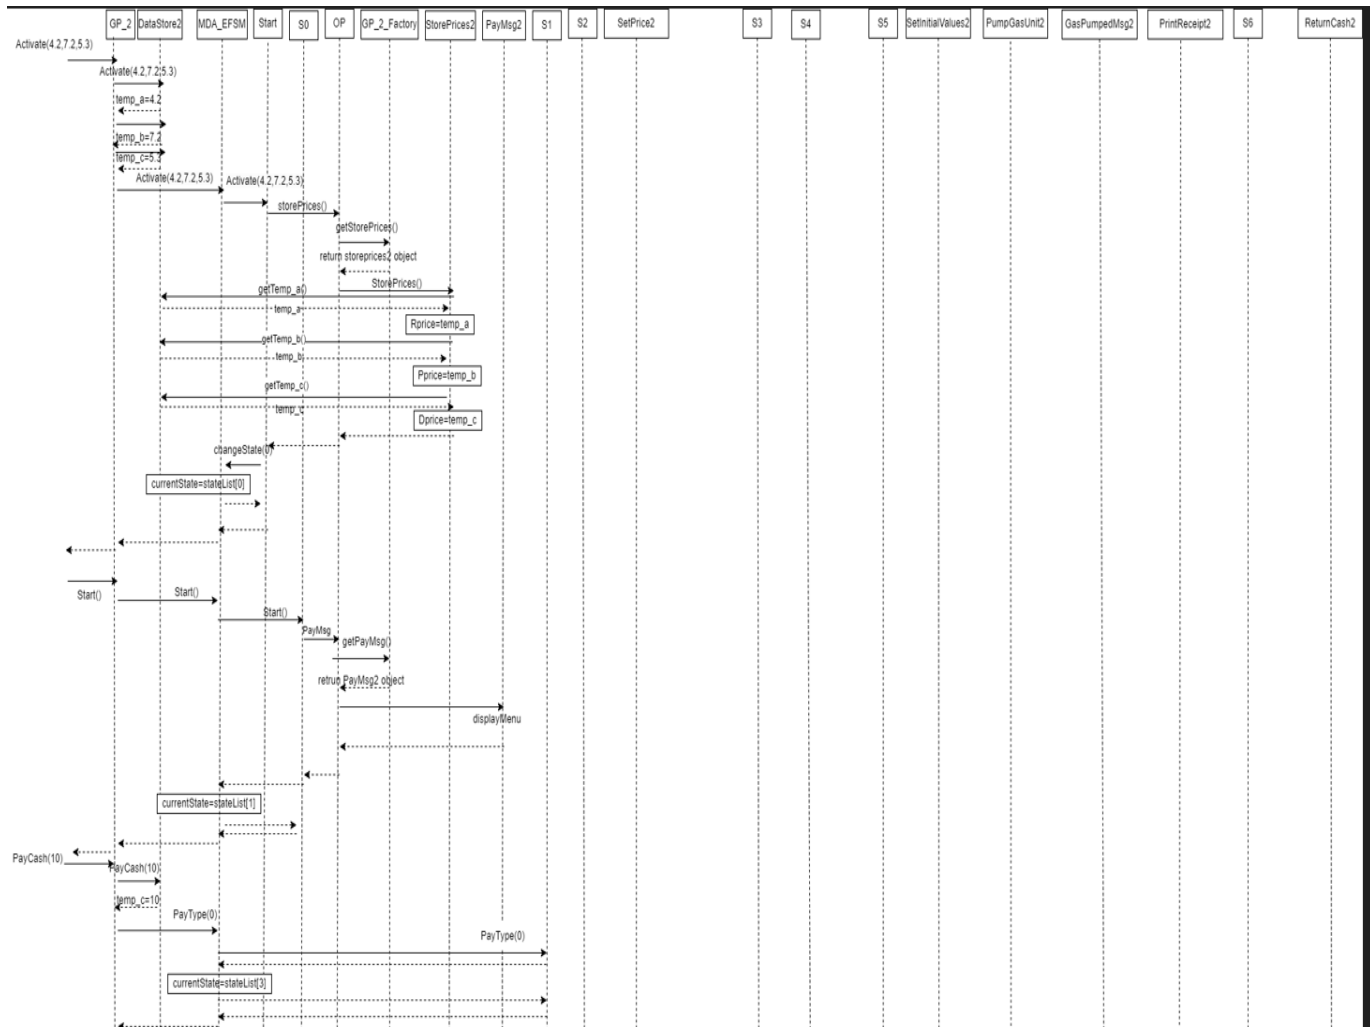 GP_2 DataStore2 MDA_EFSM Start S0 OP GP_2_Factory StorePrices2 PayMsg2 S1 S2 SetPrice2 S3 S4 S5 SetInitialValues2 PumpGasUnit2 GasPumpedMsg2 PrintReceipt2 S6 ReturnCash2
Activate(4.2,7.2,5.3)
Activate(4.2,7.2,5.3)
temp_a=4.2
temp_b=7.2
temp_c=5.3
Activate(4.2,7.2,5.3)
Activate(4.2,7.2,5.3)
storePrices()
getStorePrices()
return storeprices2 object
StorePrices()
getTemp_a()
temp_a
Rprice=temp_a
getTemp_b()
temp_b
Pprice=temp_b
getTemp_c()
temp_c
Dprice=temp_c
changeState(0)
currentState=stateList[0]
Start()
Start()
Start()
PayMsg
getPayMsg()
retrun PayMsg2 object
displayMenu
currentState=stateList[1]
PayCash(10)
PayCash(10)
temp_c=10
PayType(0)
PayType(0)
currentState=stateList[3]